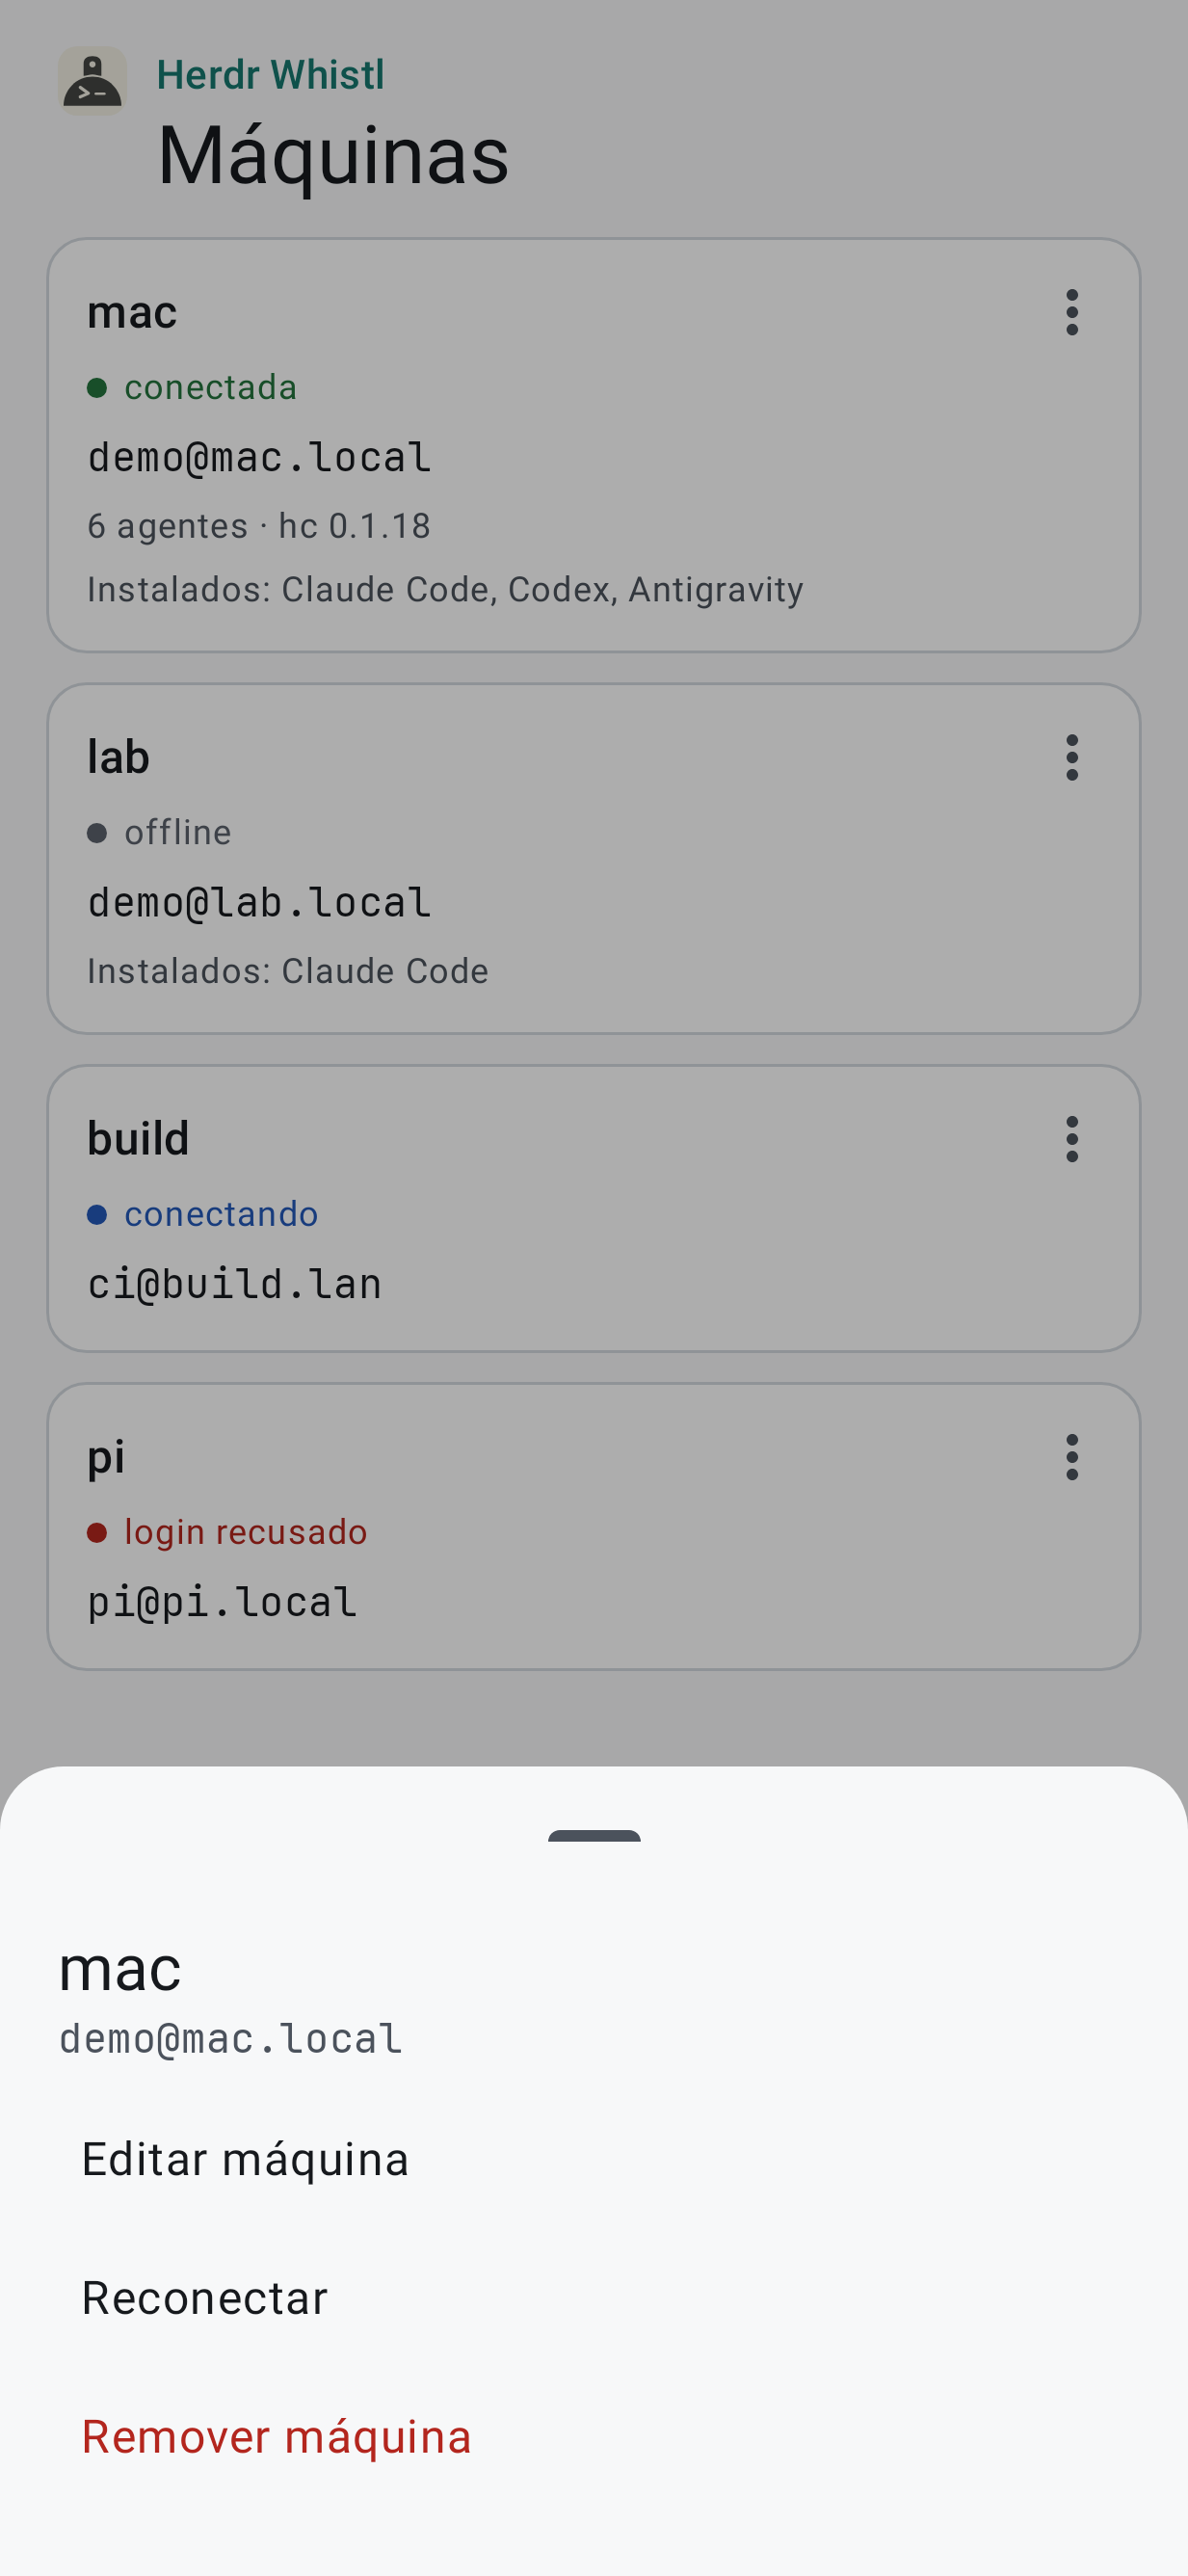 Herdr Whistl
Máquinas
mac
conectada
demo@mac.local
6 agentes · hc 0.1.18
Instalados: Claude Code, Codex, Antigravity
lab
offline
demo@lab.local
Instalados: Claude Code
build
conectando
ci@build.lan
pi
login recusado
pi@pi.local
mac
demo@mac.local
Editar máquina
Reconectar
Remover máquina